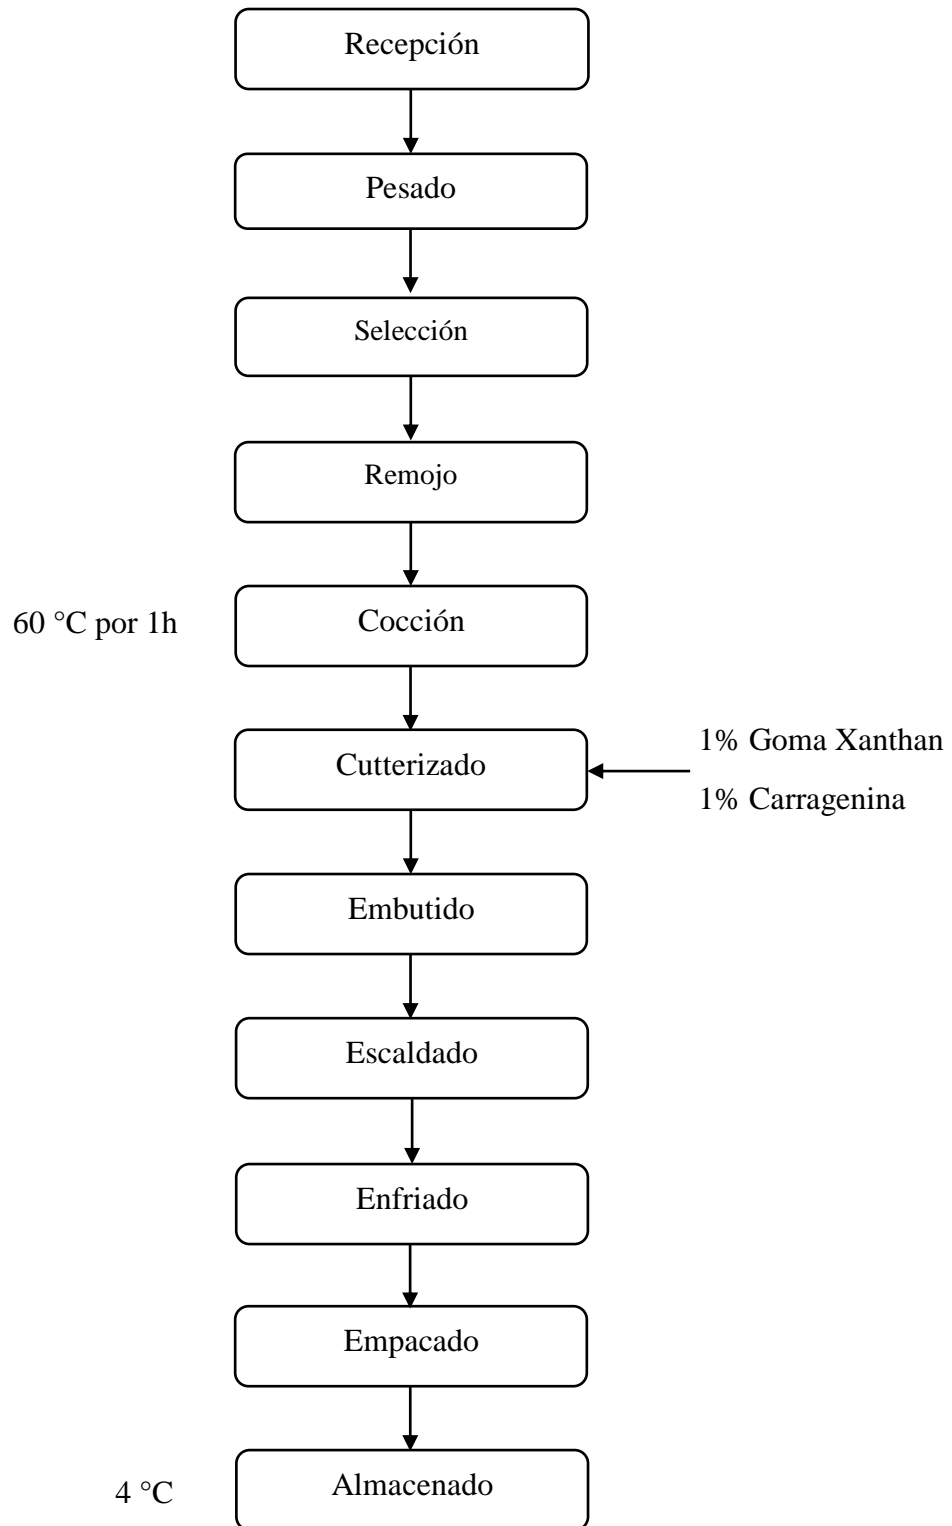 Recepción
Pesado
Selección
Remojo
60 °C por 1h
Cocción
1% Goma Xanthan
Cutterizado
1% Carragenina
Embutido
Escaldado
Enfriado
Empacado
4 °C
Almacenado